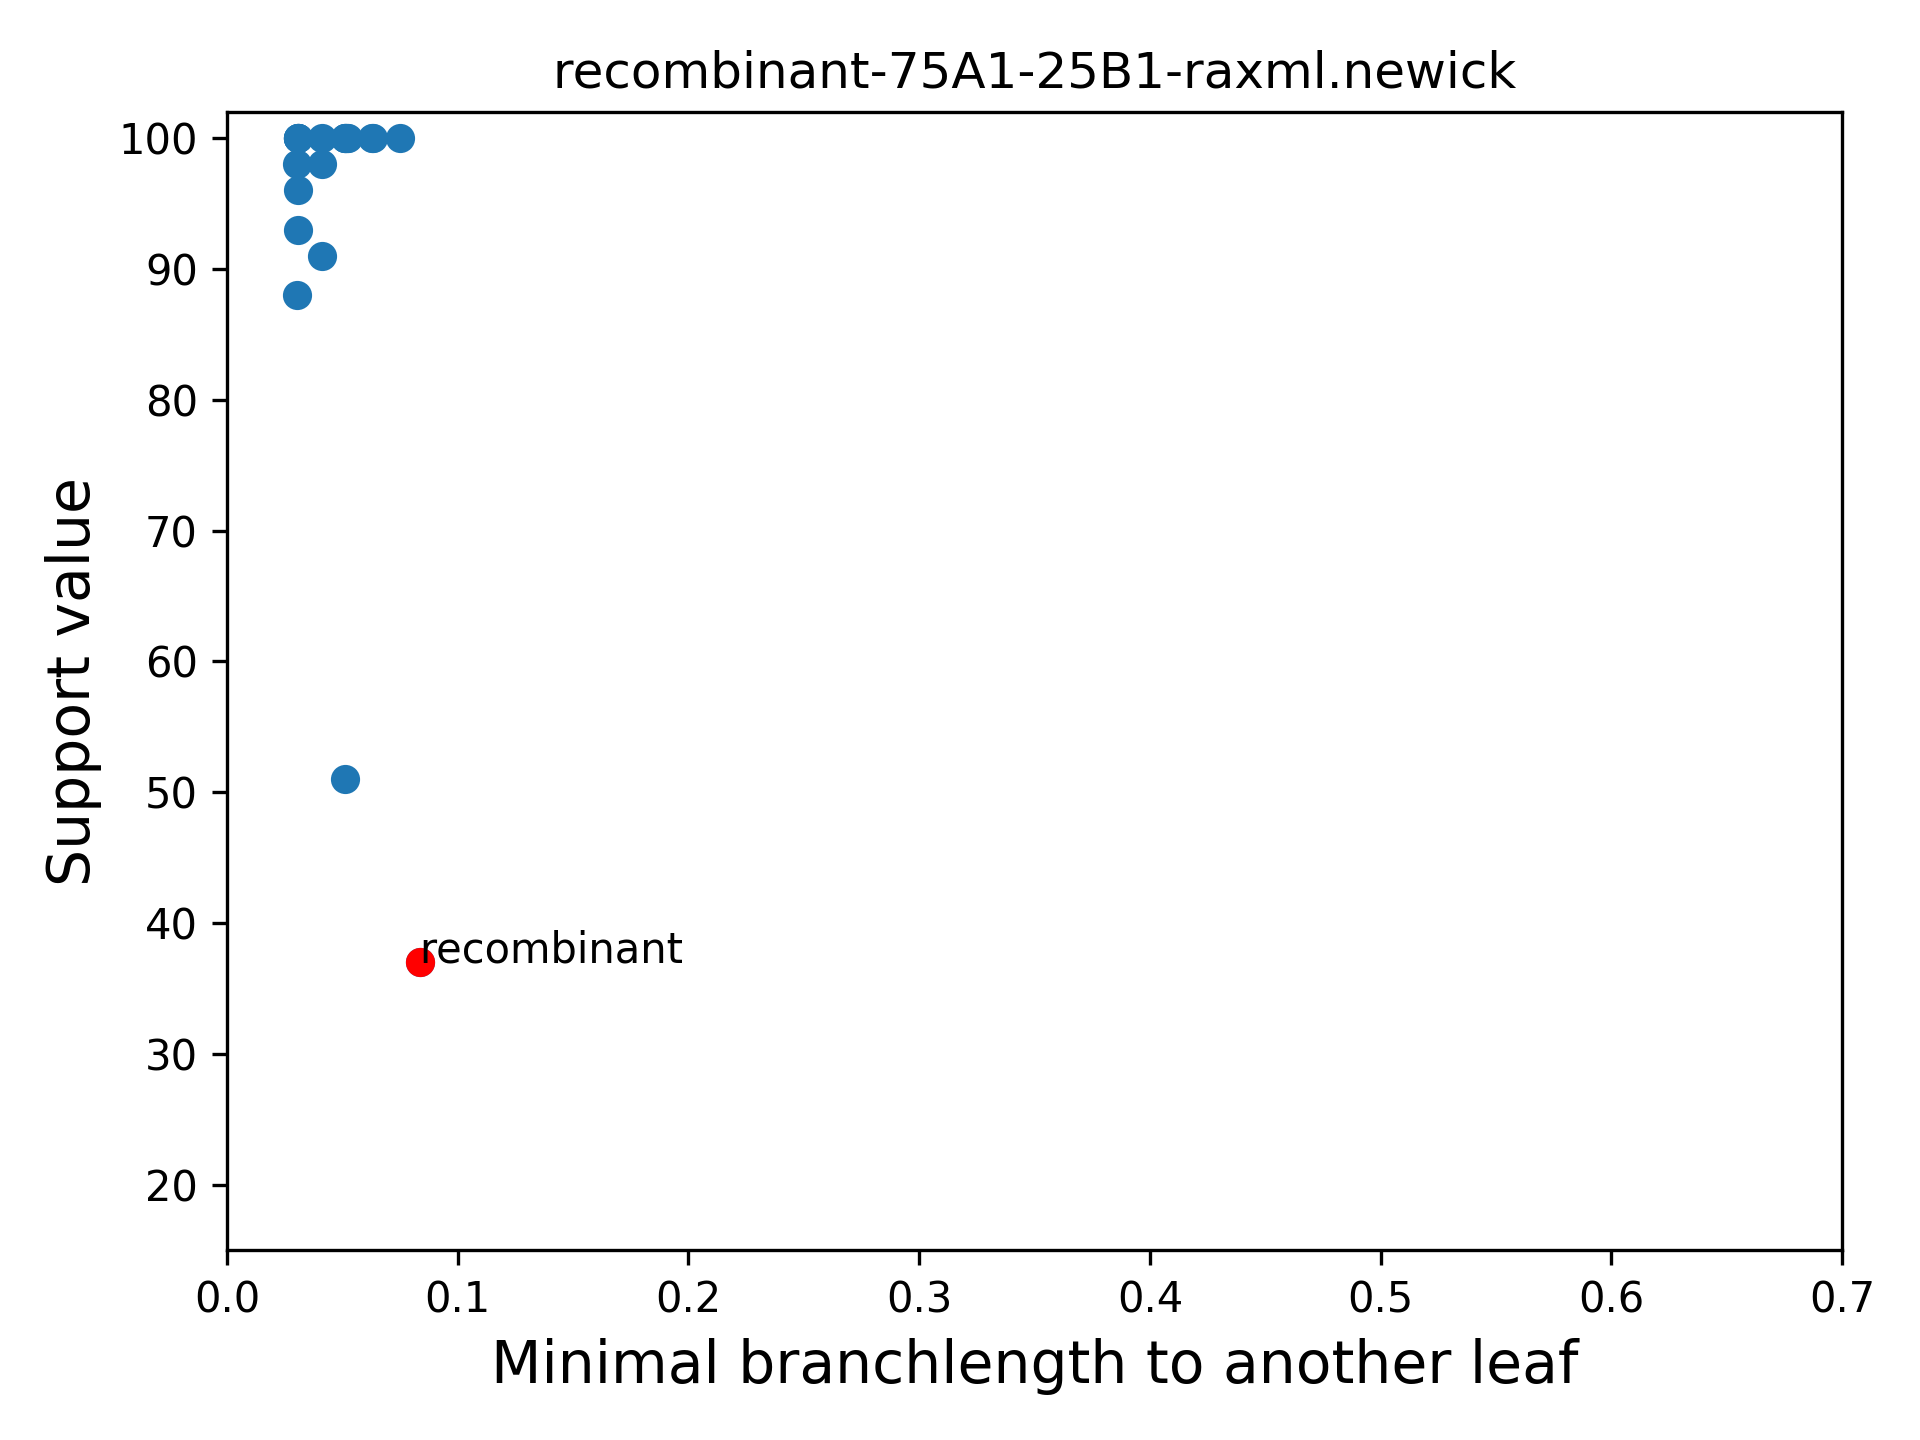 recombinant-75A1-25B1-raxml.newick
100
90
80
70
60
50
40
30
20
Support value
recombinant
0.0 0.1 0.2 0.3 0.4 0.5 0.6 0.7
Minimal branchlength to another leaf